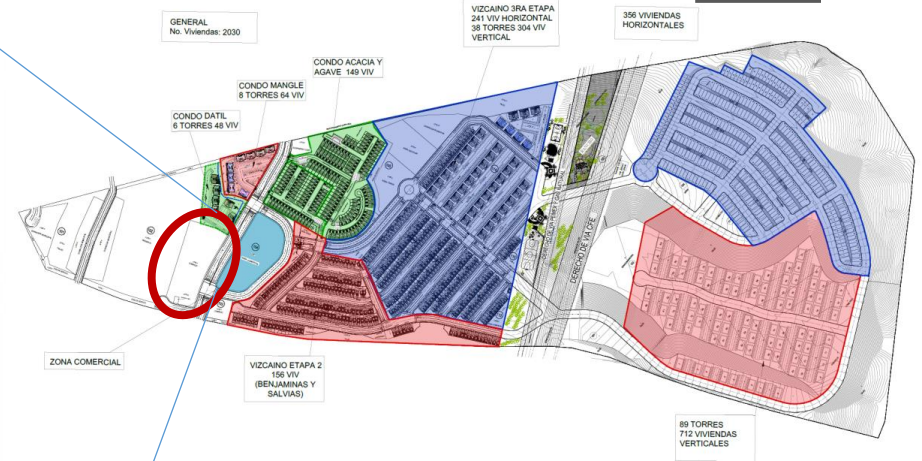 GENERAL
No. Viviendas: 2030
VIZCAINO 3RA ETAPA
241 VIV HORIZONTAL
38 TORRES 304 VIV
VERTICAL
356 VIVIENDAS
HORIZONTALES
CONDO ACACIA Y
AGAVE 149 VIV
CONDO MANGLE
8 TORRES 64 VIV
CONDO DATIL
6 TORRES 48 VIV
DERECHO DE VIA CFE
ZONA COMERCIAL
VIZCAINO ETAPA 2
156 VIV
(BENJAMINAS Y
SALVIAS)
89 TORRES
712 VIVIENDAS
VERTICALES